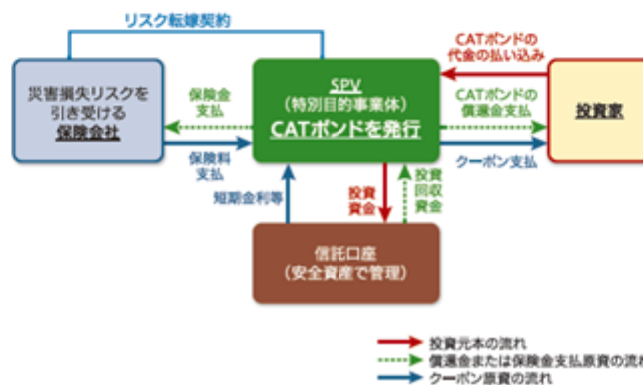 リスク転嫁契約
CATボンドの
代金の払い込み
災害損失リスクを
引き受ける
保険会社
保険金
支払
保険料
支払
SPV
(特別目的事業体)
CATボンドを発行
CATボンドの
償還金支払
クーポン支払
投資家
短期金利等
投資
資金
投資
回収
資金
信託口座
(安全資産で管理)
投資元本の流れ
償還金または保険金支払原資の流れ
クーポン原資の流れ